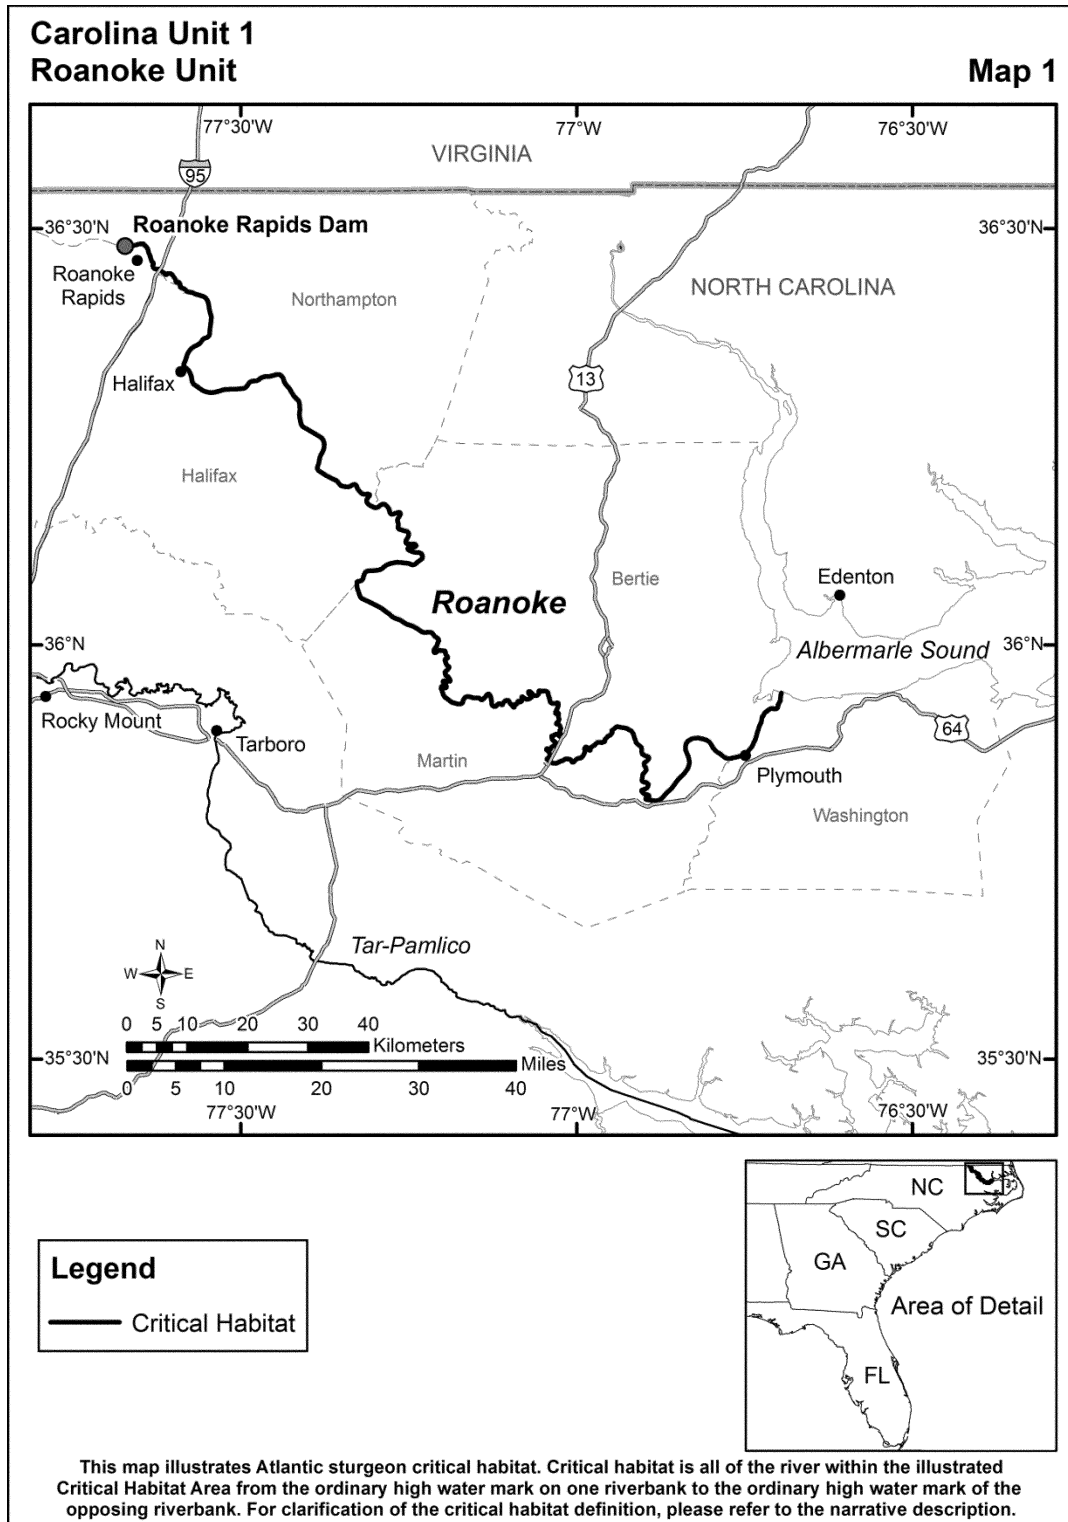 Carolina Unit 1
Roanoke Unit
Map 1
77°30'W
77°W
76°30'W
VIRGINIA
95
36°30'N
Roanoke Rapids Dam
36°30'N
Roanoke
Rapids
Northampton
NORTH CAROLINA
Halifax
13
Halifax
Bertie
Edenton
Roanoke
36°N
Albermarle Sound
36°N
Rocky Mount
Tarboro
Martin
64
Plymouth
Washington
Tar-Pamlico
N
W E
S
0 5 10 20 30 40
Kilometers
35°30'N
35°30'N
Miles
0 5 10 20 30 40
77°30'W
77°W
76°30'W
NC
SC
GA
Area of Detail
FL
Legend
Critical Habitat
This map illustrates Atlantic sturgeon critical habitat. Critical habitat is all of the river within the illustrated
Critical Habitat Area from the ordinary high water mark on one riverbank to the ordinary high water mark of the
opposing riverbank. For clarification of the critical habitat definition, please refer to the narrative description.